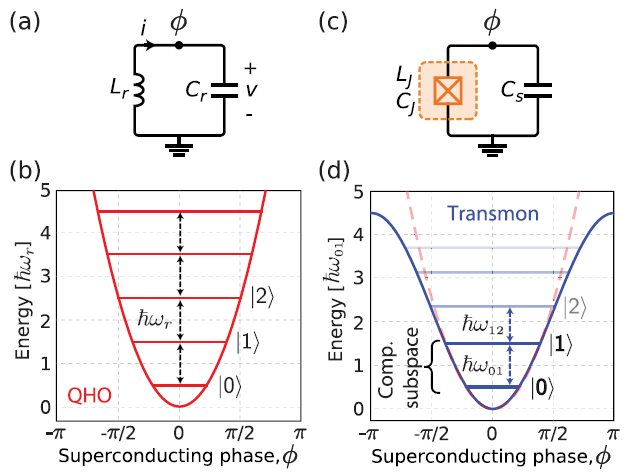 (a)
i
ϕ
L_r
C_r
+
v
-
(c)
ϕ
L_J
C_J
C_s
(b)
Energy [ℏω_r]
5
4
3
2
1
0
ℏω_r
|2⟩
|1⟩
|0⟩
QHO
-π
-π/2
0
π/2
π
Superconducting phase, ϕ
(d)
Energy [ℏω_01]
5
4
3
2
1
0
Transmon
|2⟩
ℏω_12
|1⟩
ℏω_01
|0⟩
Comp.
subspace
-π
-π/2
0
π/2
π
Superconducting phase, ϕ